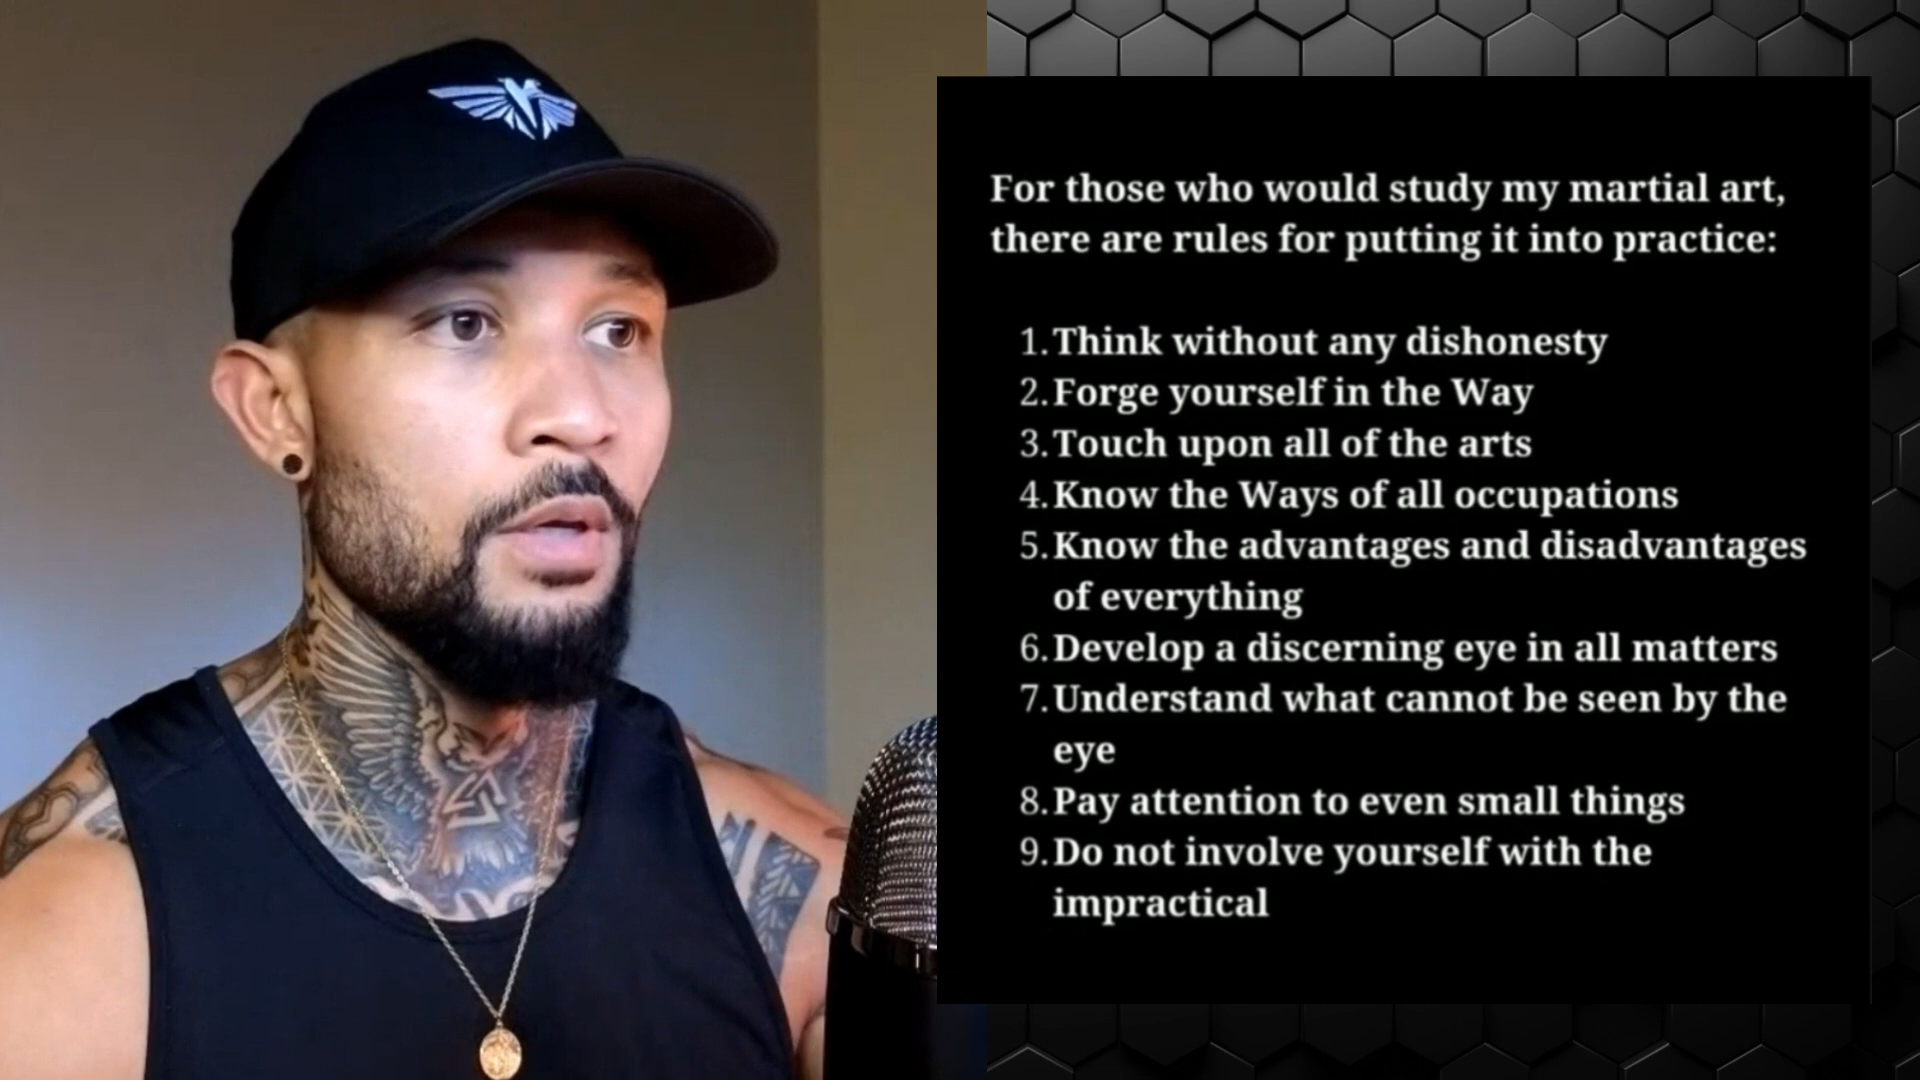 For those who would study my martial art,
there are rules for putting it into practice:
1. Think without any dishonesty
2. Forge yourself in the Way
3. Touch upon all of the arts
4. Know the Ways of all occupations
5. Know the advantages and disadvantages
of everything
6. Develop a discerning eye in all matters
7. Understand what cannot be seen by the
eye
8. Pay attention to even small things
9. Do not involve yourself with the
impractical